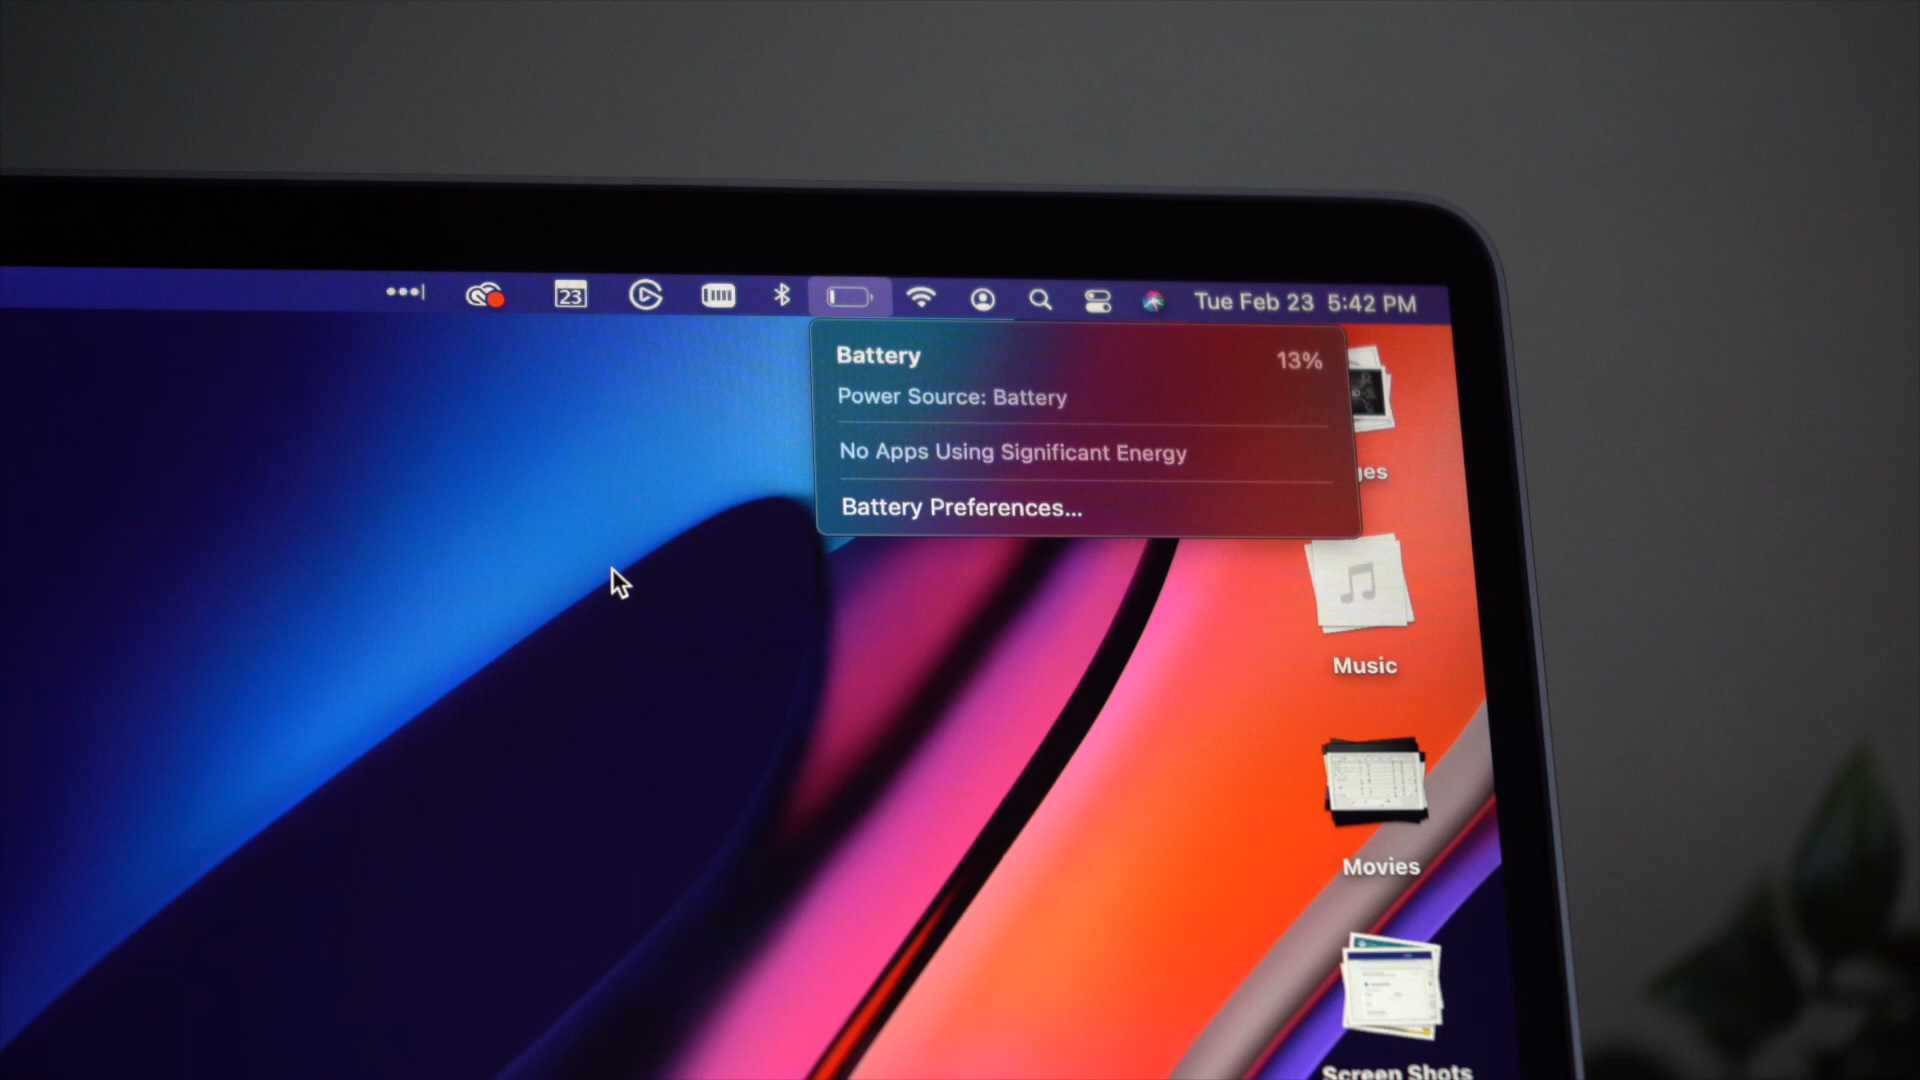 23
Tue Feb 23 5:42 PM
Battery 13%
Power Source: Battery
No Apps Using Significant Energy
Battery Preferences...
ges
Music
Movies
Screen Shots